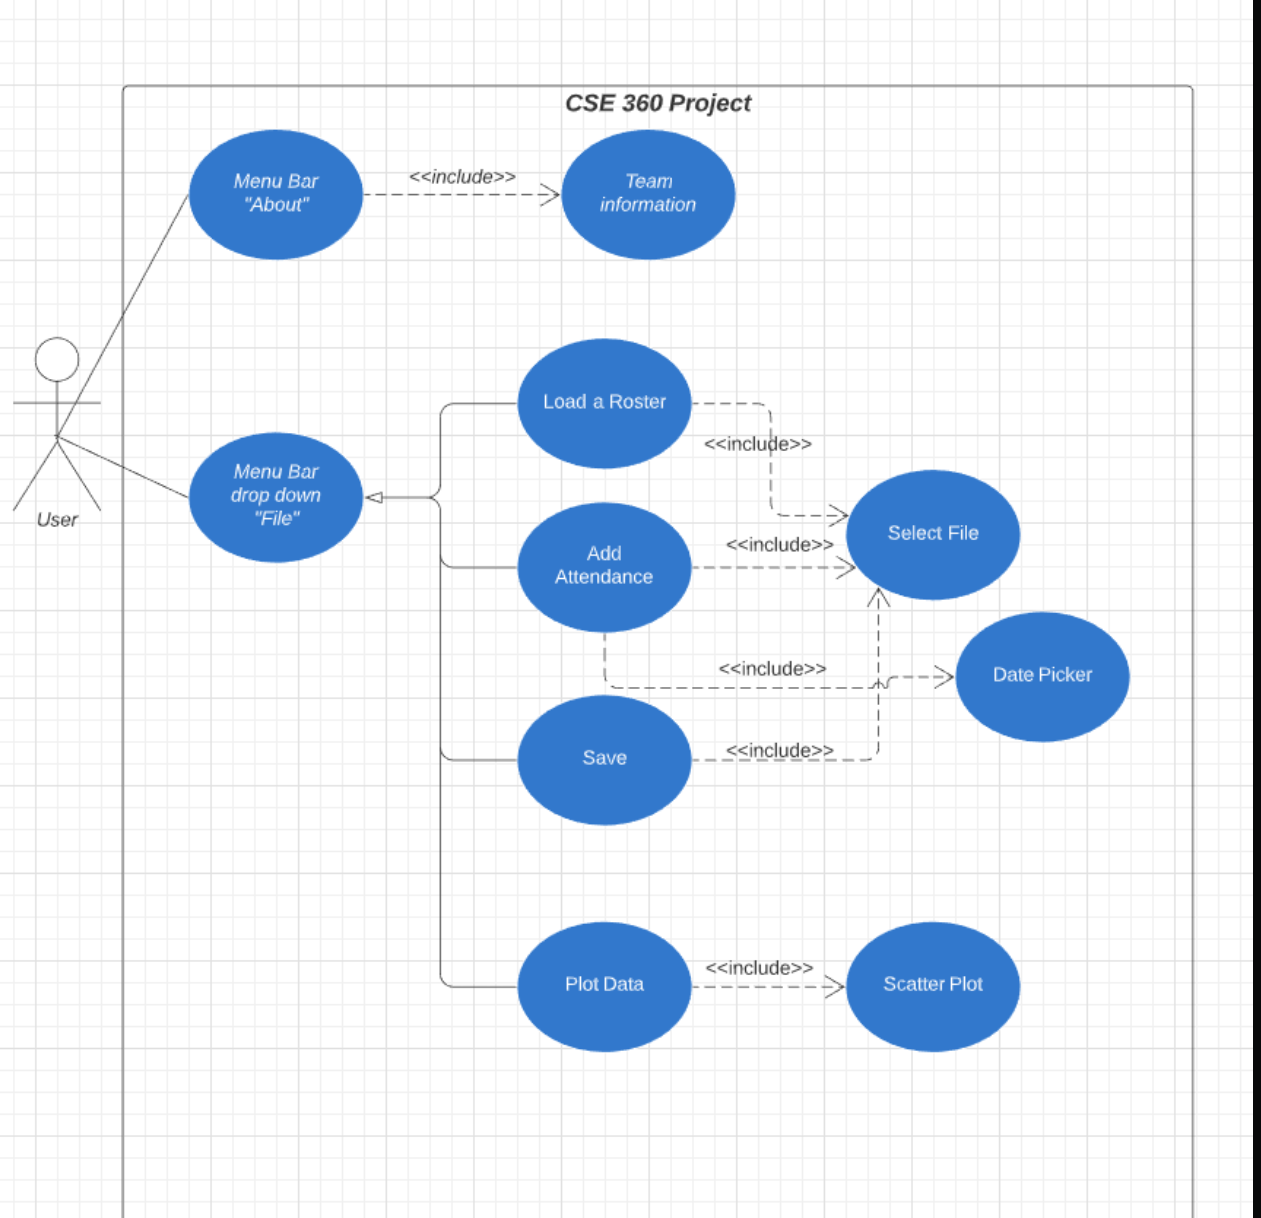 CSE 360 Project
Menu Bar
"About"
<<include>>
Team
information
User
Menu Bar
drop down
"File"
Load a Roster
<<include>>
Select File
Add
Attendance
<<include>>
<<include>>
Date Picker
Save
<<include>>
Plot Data
<<include>>
Scatter Plot